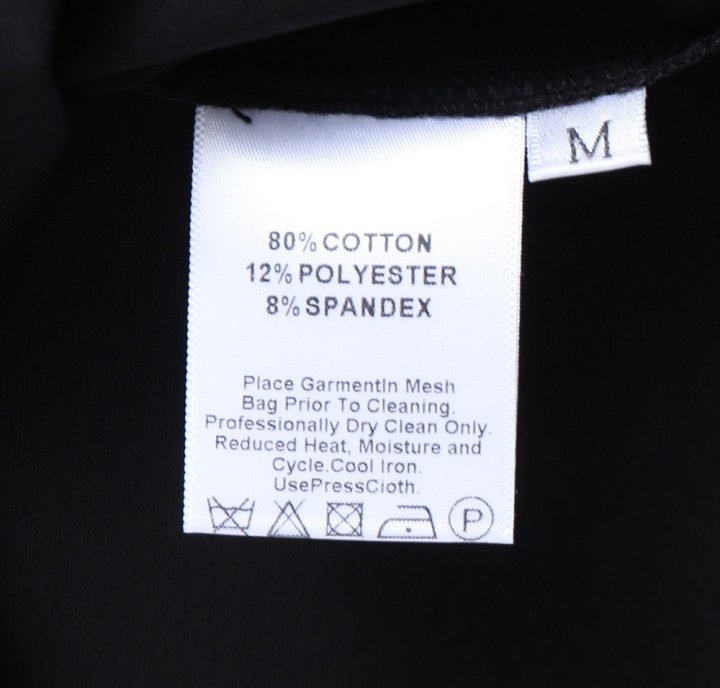 M
80% COTTON
12% POLYESTER
8% SPANDEX
Place GarmentIn Mesh
Bag Prior To Cleaning.
Professionally Dry Clean Only.
Reduced Heat, Moisture and
Cycle.Cool Iron.
UsePressCloth.
P